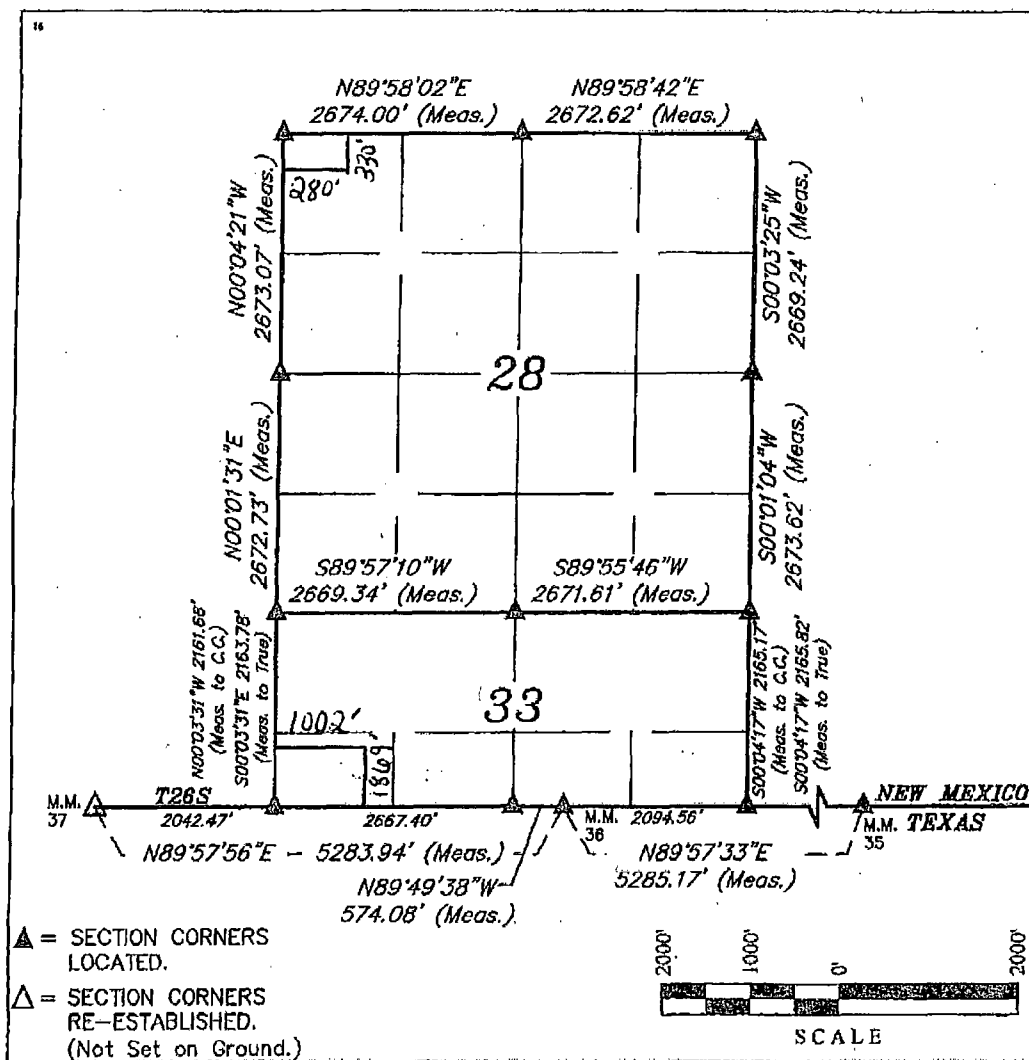 16
N89°58'02"E
2674.00' (Meas.)
N89°58'42"E
2672.62' (Meas.)
280'
330'
N00°04'21"W
2673.07' (Meas.)
S00°03'25"W
2669.24' (Meas.)
28
N00°01'31"E
2672.73' (Meas.)
S00°01'04"W
2673.62' (Meas.)
S89°57'10"W
2669.34' (Meas.)
S89°55'46"W
2671.61' (Meas.)
N00°03'31"W 2161.66'
(Meas. to C.C.)
S00°03'31"E 2163.78'
(Meas. to True)
33
1002'
1869'
S00°04'17"W 2165.17'
(Meas. to C.C.)
S00°04'17"W 2165.82'
(Meas. to True)
M.M.
37
T26S
2042.47'
2667.40'
M.M.
36
2094.56'
NEW MEXICO
M.M.
35
TEXAS
N89°57'56"E - 5283.94' (Meas.)
N89°57'33"E
5285.17' (Meas.)
N89°49'38"W
574.08' (Meas.)
= SECTION CORNERS
LOCATED.
= SECTION CORNERS
RE-ESTABLISHED.
(Not Set on Ground.)
2000'
1000'
0'
2000'
SCALE